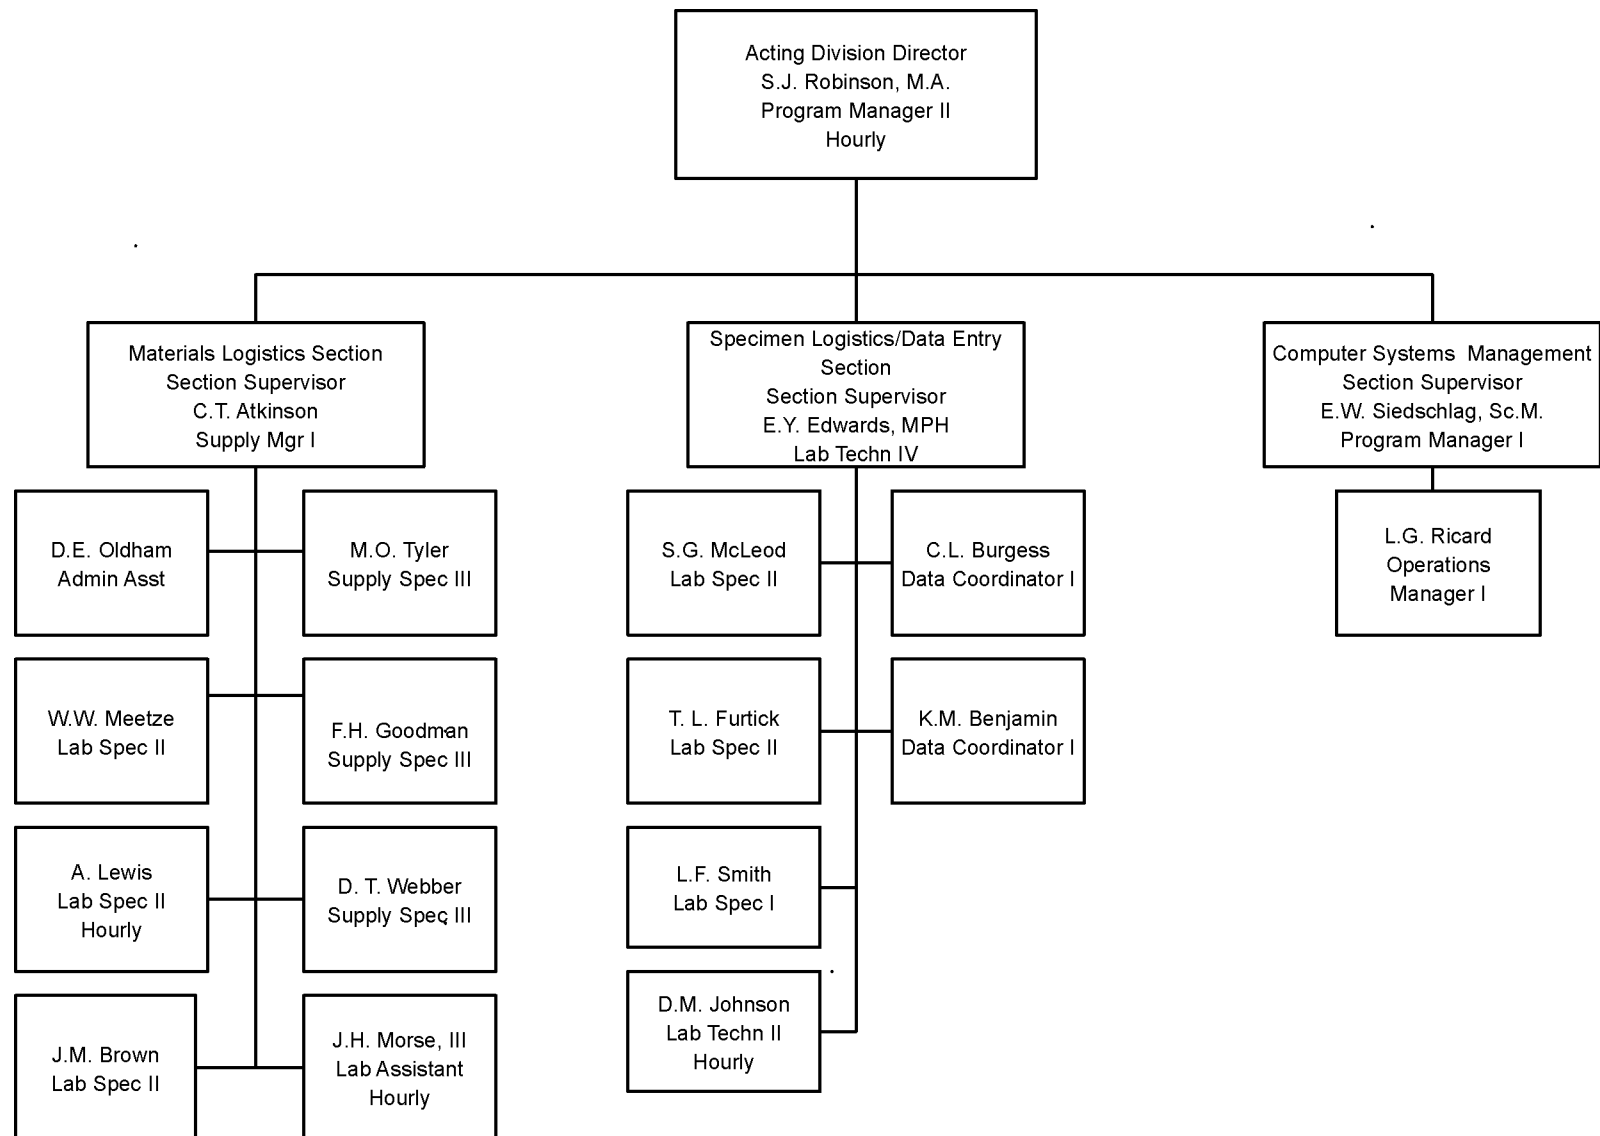 Acting Division Director
S.J. Robinson, M.A.
Program Manager II
Hourly
Materials Logistics Section
Section Supervisor
C.T. Atkinson
Supply Mgr I
Specimen Logistics/Data Entry
Section
Section Supervisor
E.Y. Edwards, MPH
Lab Techn IV
Computer Systems Management
Section Supervisor
E.W. Siedschlag, Sc.M.
Program Manager I
D.E. Oldham
Admin Asst
M.O. Tyler
Supply Spec III
S.G. McLeod
Lab Spec II
C.L. Burgess
Data Coordinator I
L.G. Ricard
Operations
Manager I
W.W. Meetze
Lab Spec II
F.H. Goodman
Supply Spec III
T. L. Furtick
Lab Spec II
K.M. Benjamin
Data Coordinator I
A. Lewis
Lab Spec II
Hourly
D. T. Webber
Supply Spec III
L.F. Smith
Lab Spec I
J.M. Brown
Lab Spec II
J.H. Morse, III
Lab Assistant
Hourly
D.M. Johnson
Lab Techn II
Hourly